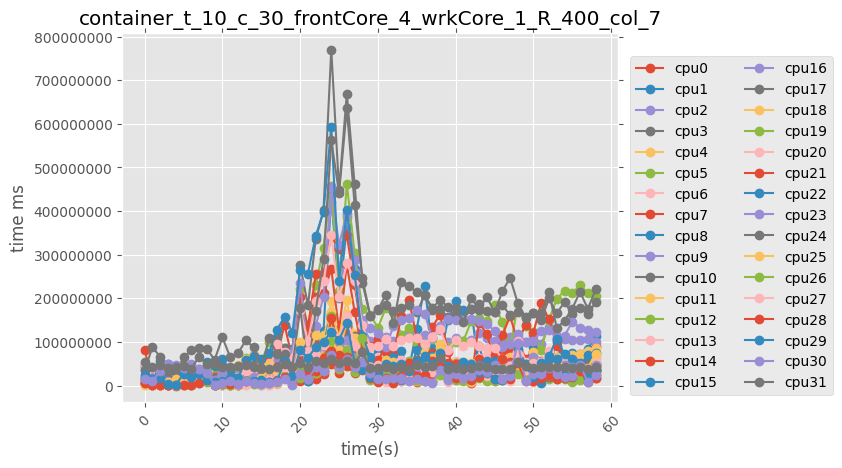 container_t_10_c_30_frontCore_4_wrkCore_1_R_400_col_7
800000000
700000000
600000000
500000000
400000000
300000000
200000000
100000000
0
time ms
0 10 20 30 40 50 60
time(s)
cpu0 cpu16
cpu1 cpu17
cpu2 cpu18
cpu3 cpu19
cpu4 cpu20
cpu5 cpu21
cpu6 cpu22
cpu7 cpu23
cpu8 cpu24
cpu9 cpu25
cpu10 cpu26
cpu11 cpu27
cpu12 cpu28
cpu13 cpu29
cpu14 cpu30
cpu15 cpu31